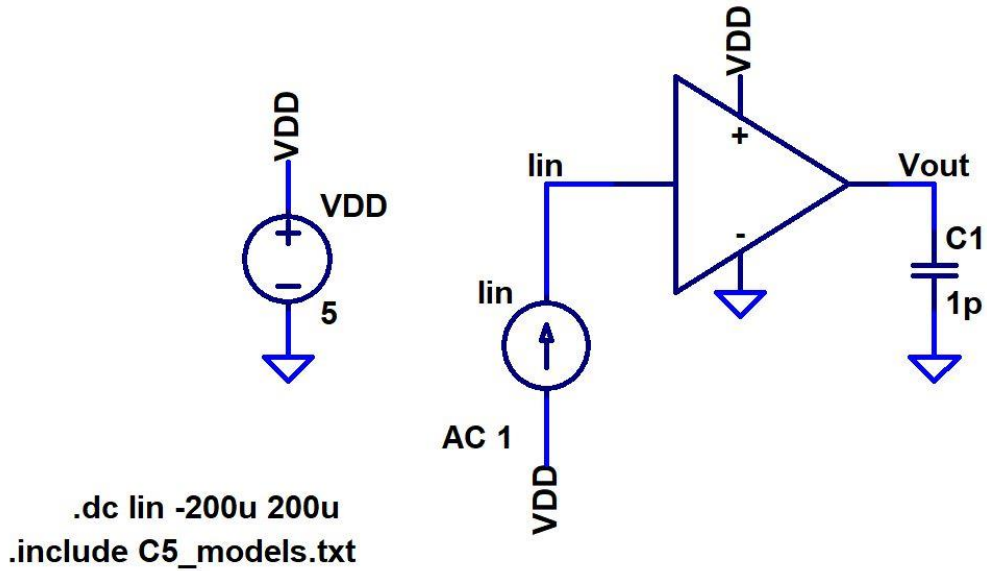 VDD
VDD
5
Iin
Iin
AC 1
VDD
VDD
+
-
Vout
C1
1p
.dc Iin -200u 200u
.include C5_models.txt